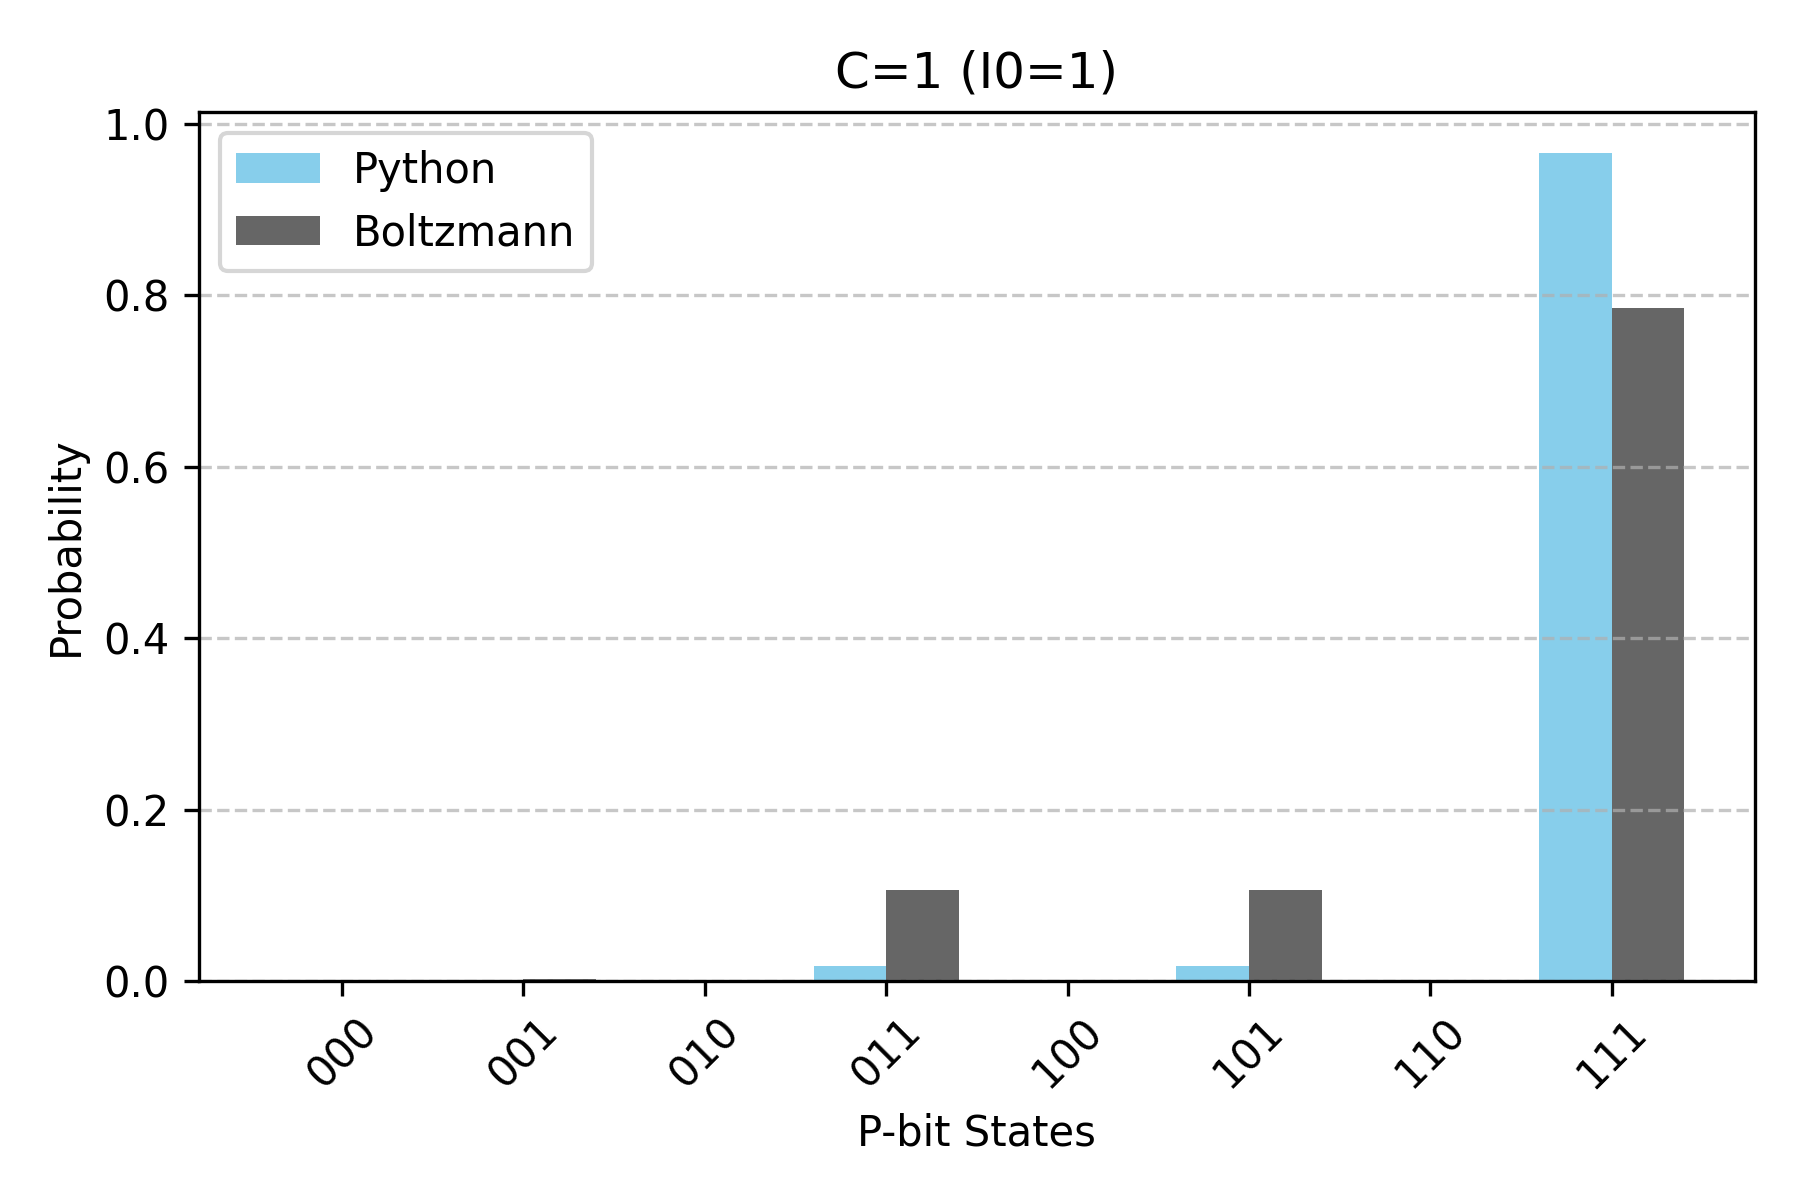 C=1 (I0=1)
Python
Boltzmann
Probability
1.0
0.8
0.6
0.4
0.2
0.0
000 001 010 011 100 101 110 111
P-bit States